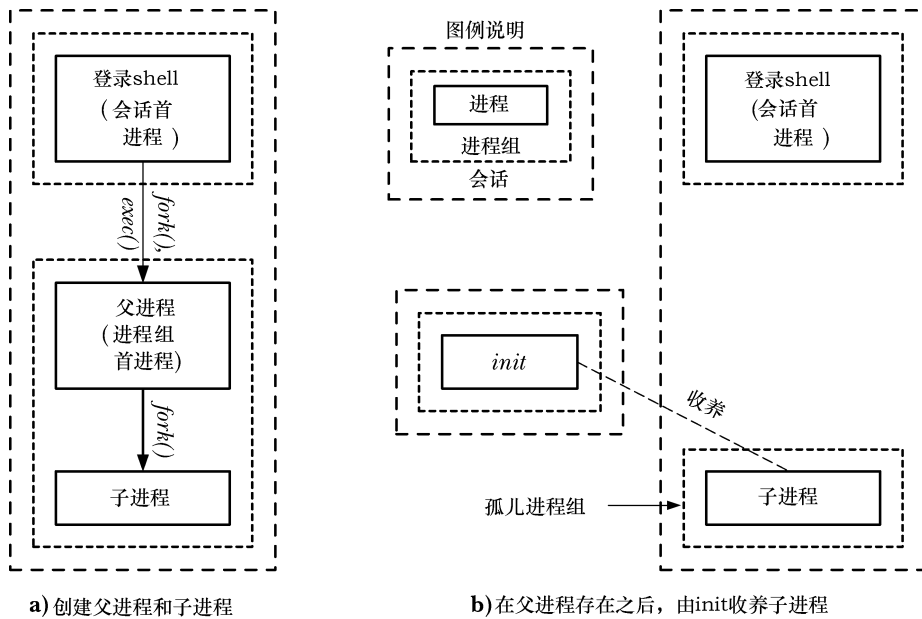 登录shell
(会话首
进程)
fork(),
exec()
父进程
(进程组
首进程)
fork()
子进程
a)创建父进程和子进程
图例说明
进程
进程组
会话
登录shell
(会话首
进程)
init
收养
孤儿进程组
子进程
b)在父进程存在之后，由init收养子进程